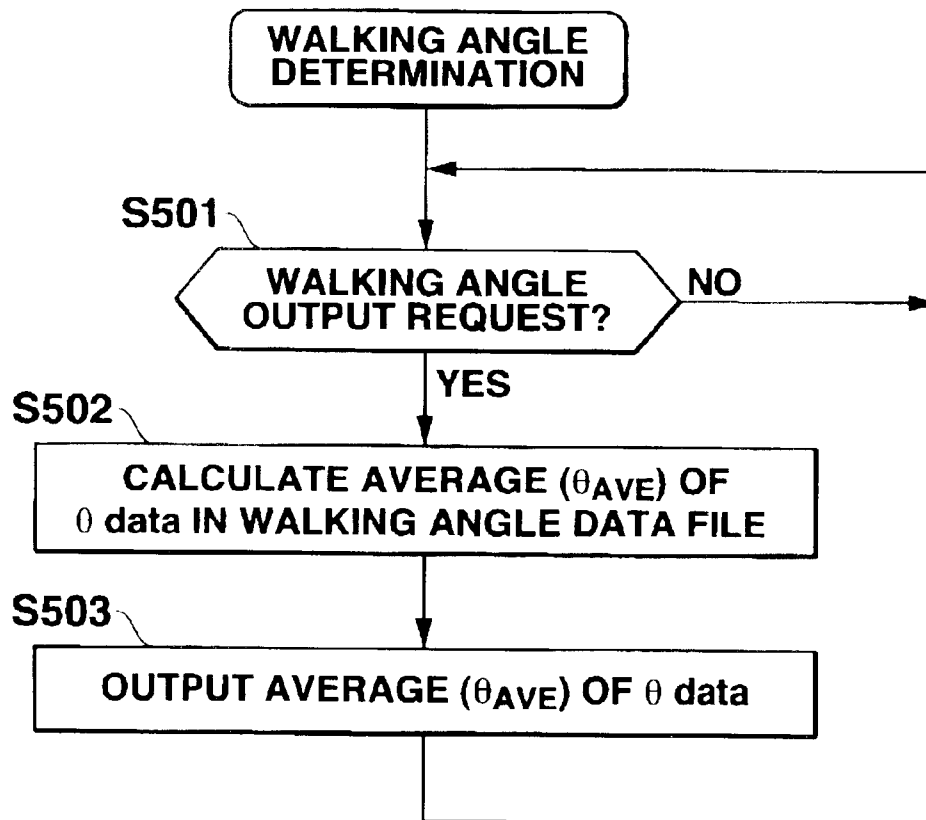 WALKING ANGLE
DETERMINATION
S501
WALKING ANGLE
OUTPUT REQUEST?
NO
YES
S502
CALCULATE AVERAGE (θAVE) OF
θ data IN WALKING ANGLE DATA FILE
S503
OUTPUT AVERAGE (θAVE) OF θ data